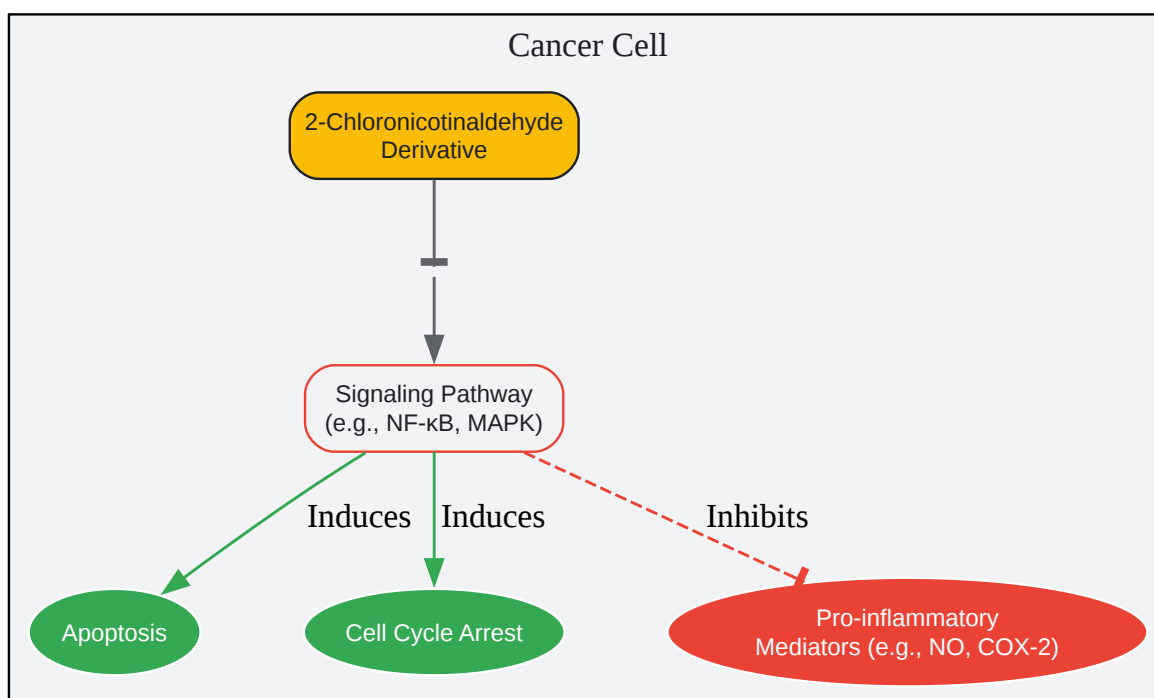 Cancer Cell
2-Chloronicotinaldehyde
Derivative
Signaling Pathway
(e.g., NF-κB, MAPK)
Induces
Induces
Inhibits
Apoptosis
Cell Cycle Arrest
Pro-inflammatory
Mediators (e.g., NO, COX-2)